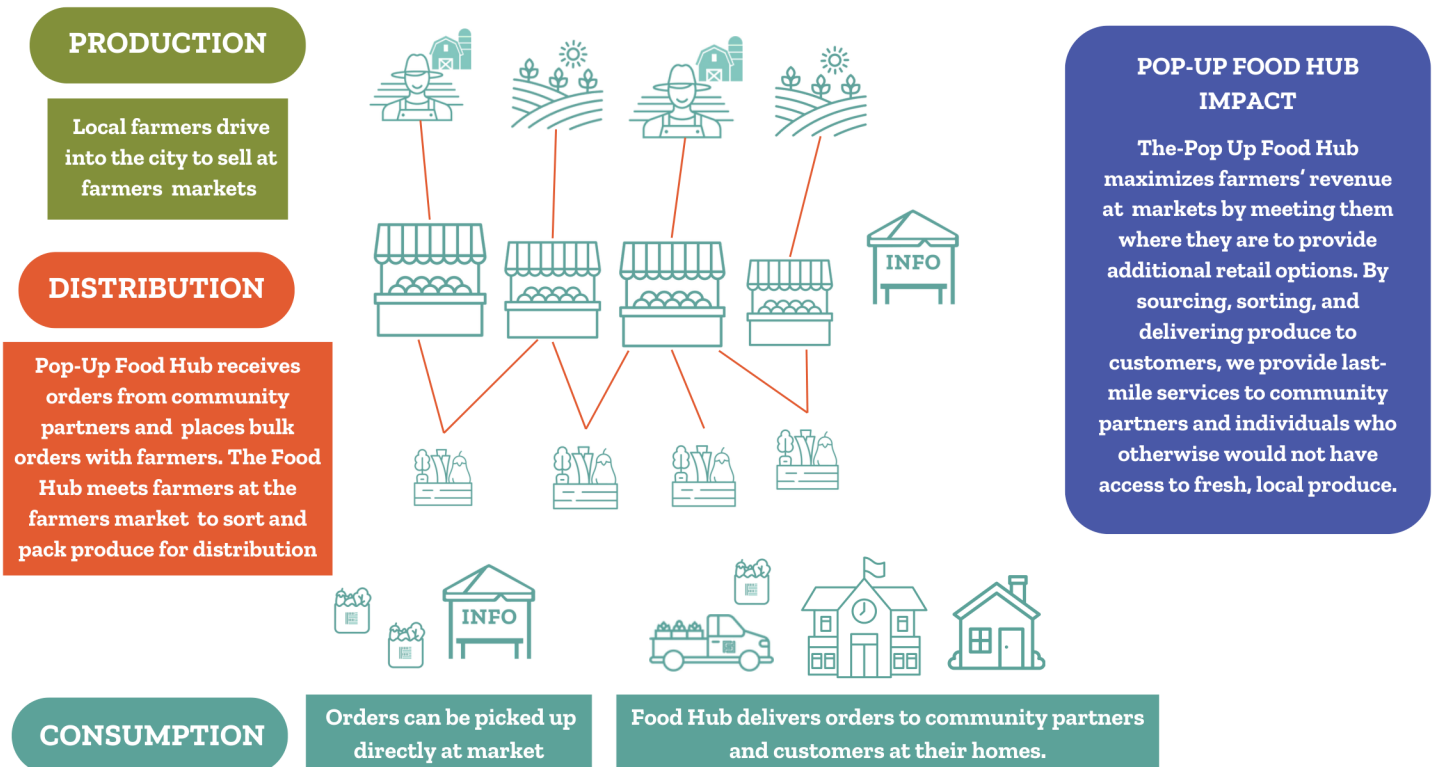 PRODUCTION
Local farmers drive
into the city to sell at
farmers markets
DISTRIBUTION
Pop-Up Food Hub receives
orders from community
partners and places bulk
orders with farmers. The Food
Hub meets farmers at the
farmers market to sort and
pack produce for distribution
INFO
POP-UP FOOD HUB
IMPACT
The-Pop Up Food Hub
maximizes farmers' revenue
at markets by meeting them
where they are to provide
additional retail options. By
sourcing, sorting, and
delivering produce to
customers, we provide last-
mile services to community
partners and individuals who
otherwise would not have
access to fresh, local produce.
INFO
CONSUMPTION
Orders can be picked up
directly at market
Food Hub delivers orders to community partners
and customers at their homes.